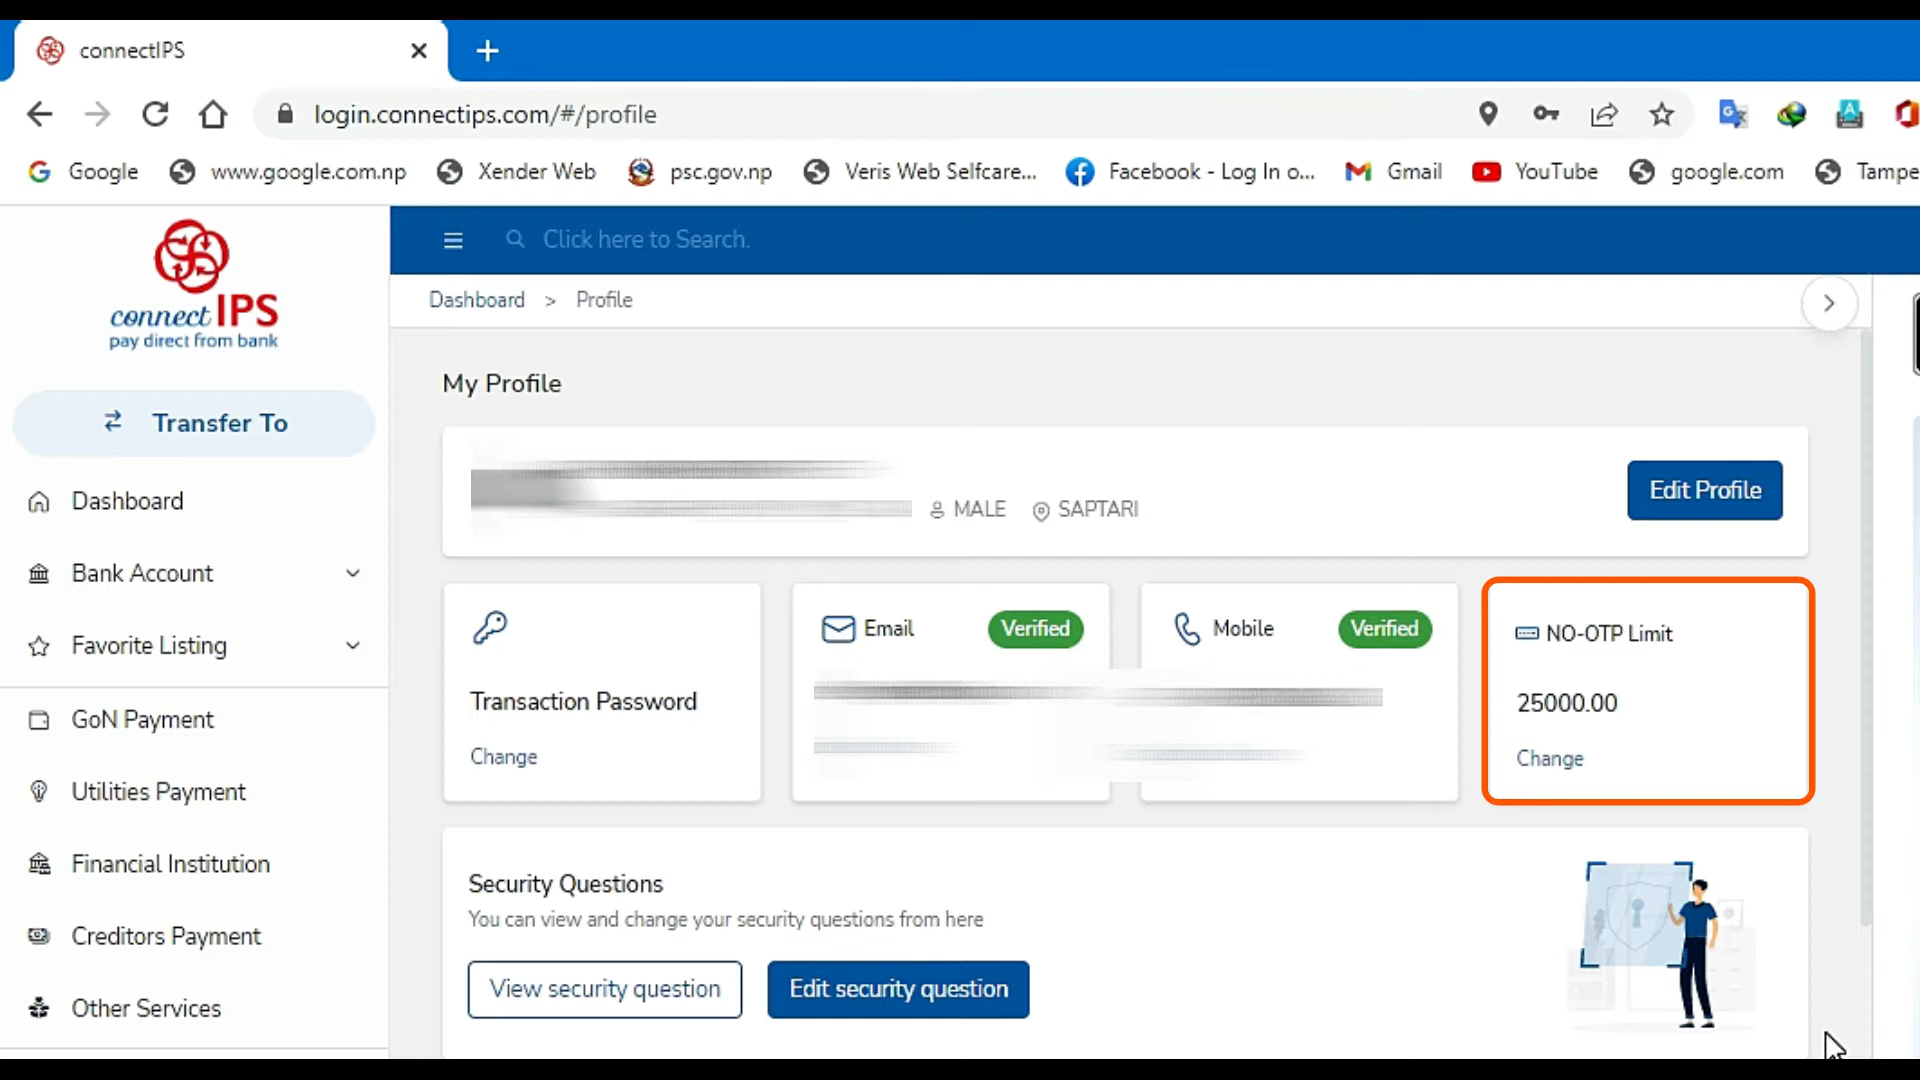 connectIPS
login.connectips.com/#/profile
Google www.google.com.np Xender Web psc.gov.np Veris Web Selfcare... Facebook - Log In o... Gmail YouTube google.com Tampe
connect IPS
pay direct from bank
Click here to Search.
Dashboard > Profile
Transfer To
Dashboard
Bank Account
Favorite Listing
GoN Payment
Utilities Payment
Financial Institution
Creditors Payment
Other Services
My Profile
MALE SAPTARI
Edit Profile
Transaction Password
Change
Email Verified
Mobile Verified
NO-OTP Limit
25000.00
Change
Security Questions
You can view and change your security questions from here
View security question Edit security question